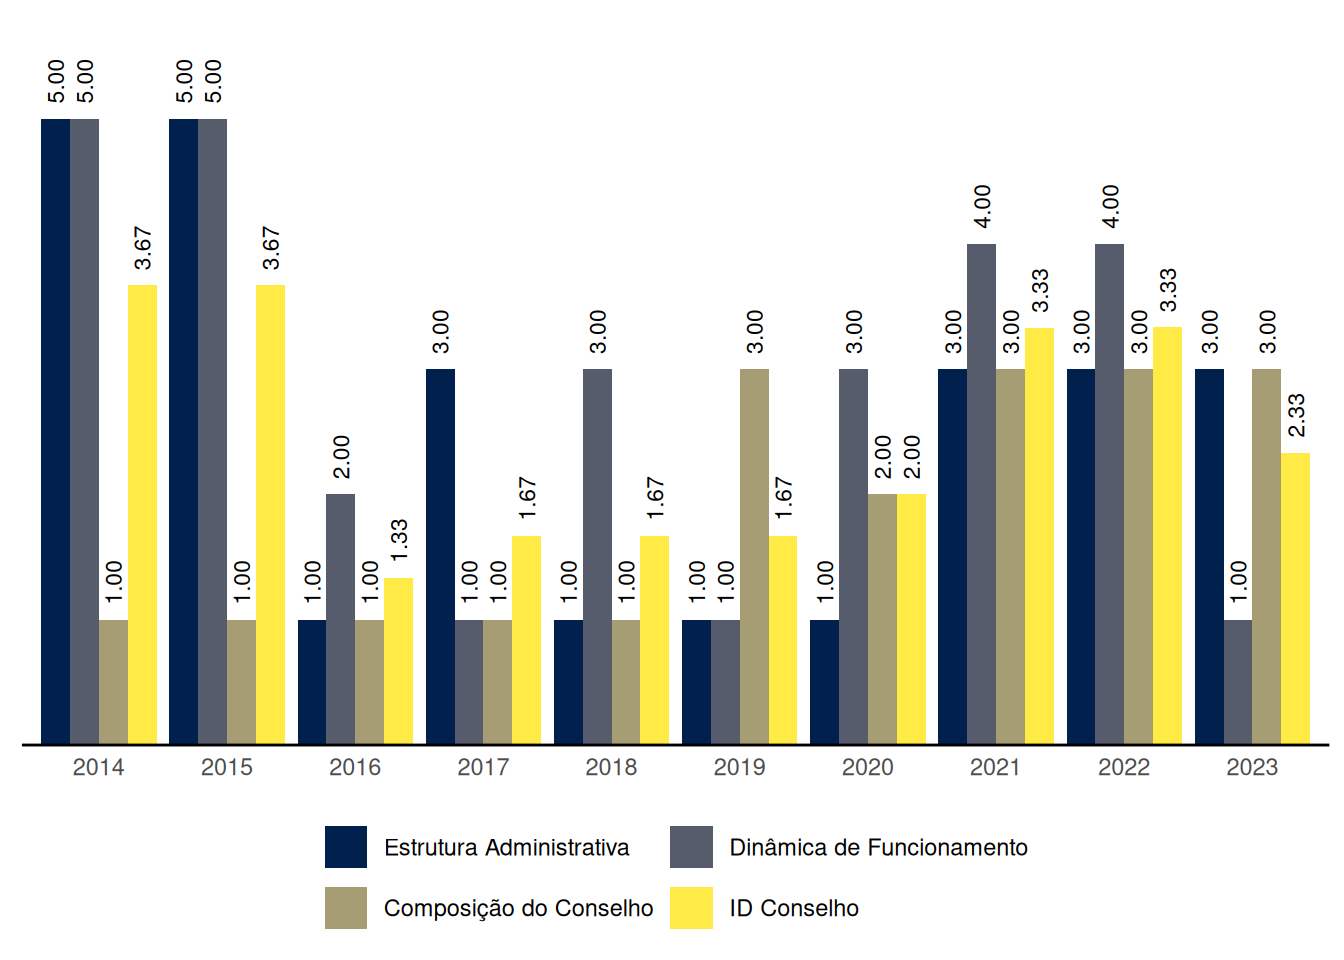 5.00 5.00 1.00 3.67 5.00 5.00 1.00 3.67 1.00 2.00 1.00 1.33 3.00 1.00 1.00 1.67 1.00 3.00 1.00 1.67 1.00 1.00 3.00 1.67 1.00 3.00 2.00 2.00 3.00 4.00 3.00 3.33 3.00 4.00 3.00 3.33 3.00 1.00 3.00 2.33
2014 2015 2016 2017 2018 2019 2020 2021 2022 2023
Estrutura Administrativa Dinâmica de Funcionamento
Composição do Conselho ID Conselho